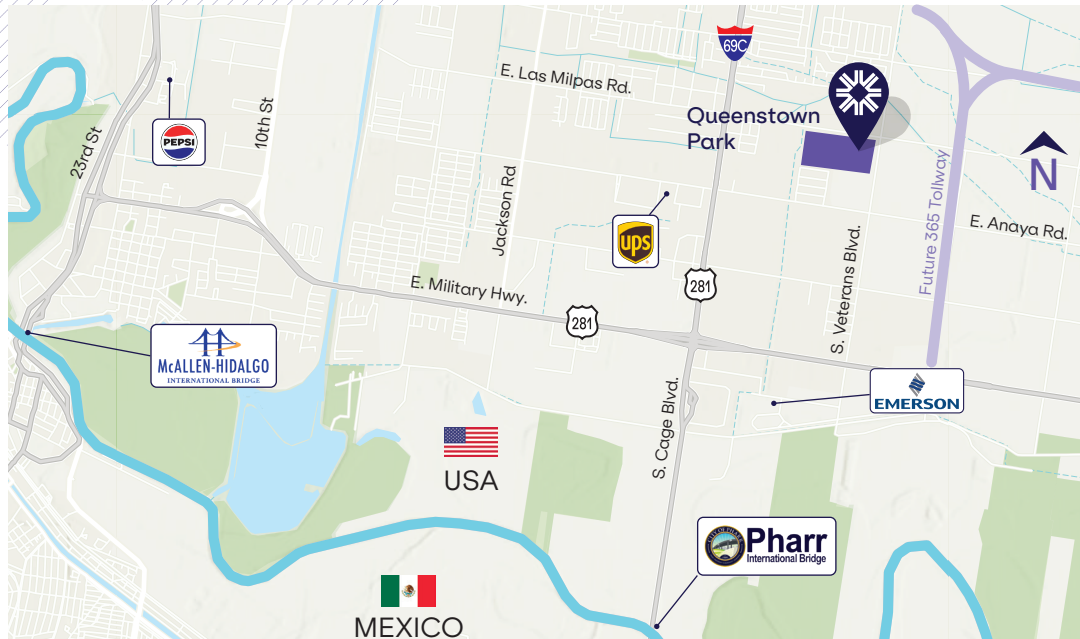 69C
E. Las Milpas Rd.
Queenstown
Park
PEPSI
23rd St
10th St
N
Jackson Rd
ups
E. Anaya Rd.
Future 365 Tollway
S. Veterans Blvd.
E. Military Hwy.
281
281
McALLEN-HIDALGO
INTERNATIONAL BRIDGE
EMERSON
S. Cage Blvd.
USA
Pharr
International Bridge
MEXICO